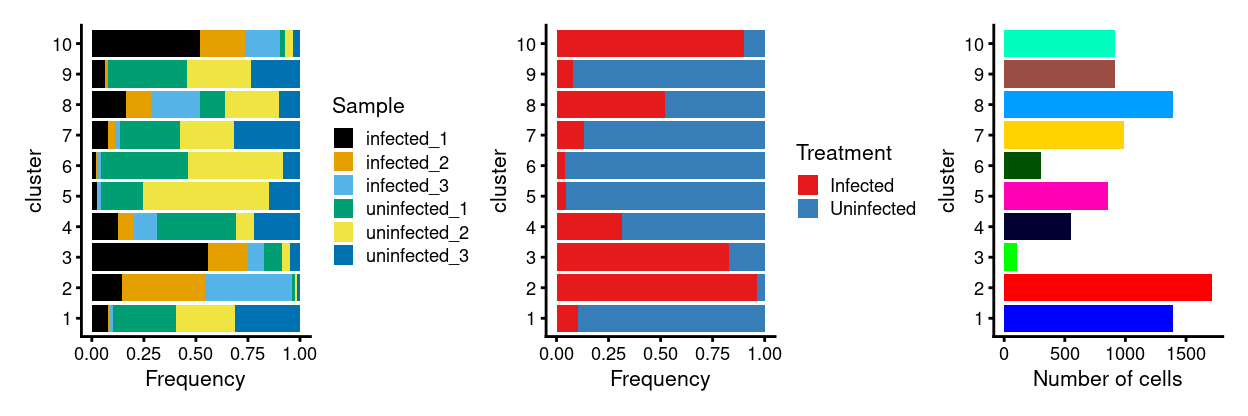 10
9
8
7
6
5
4
3
2
1
cluster
0.00 0.25 0.50 0.75 1.00
Frequency
Sample
infected_1
infected_2
infected_3
uninfected_1
uninfected_2
uninfected_3
10
9
8
7
6
5
4
3
2
1
cluster
0.00 0.25 0.50 0.75 1.00
Frequency
Treatment
Infected
Uninfected
10
9
8
7
6
5
4
3
2
1
cluster
0 500 1000 1500
Number of cells